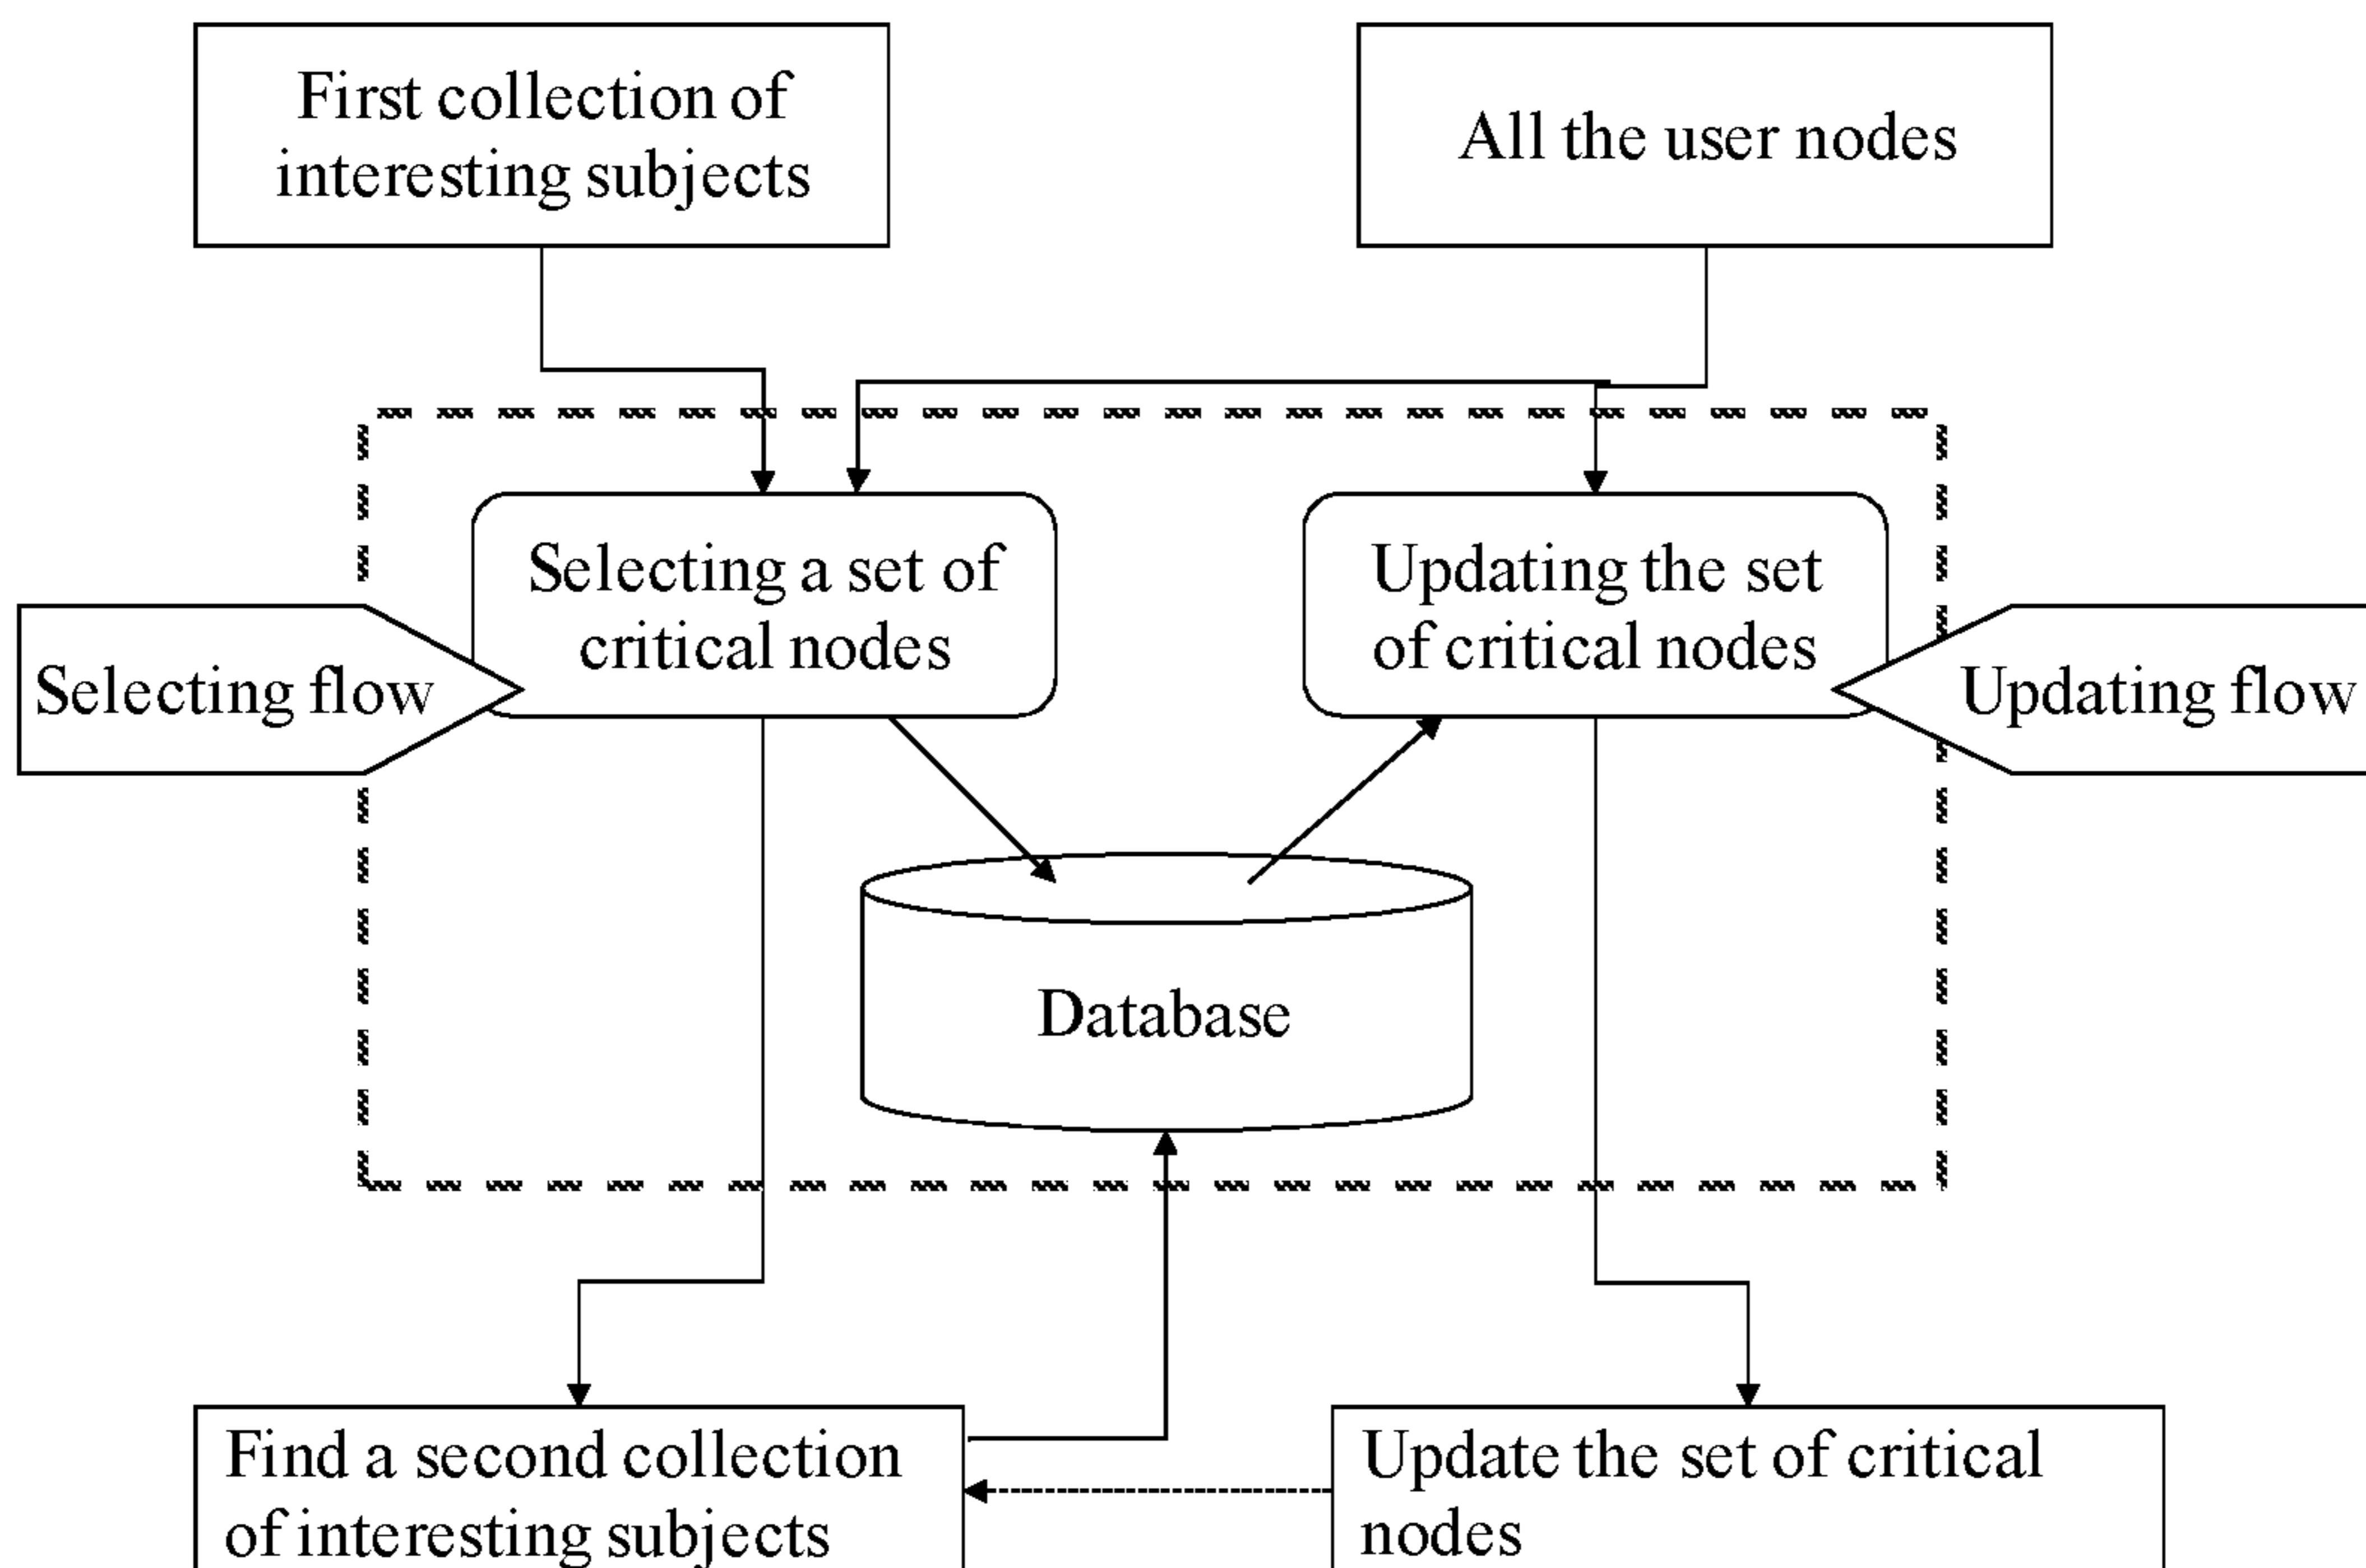 First collection of
interesting subjects
All the user nodes
Selecting a set of
critical nodes
Updating the set
of critical nodes
Selecting flow
Updating flow
Database
Find a second collection
of interesting subjects
Update the set of critical
nodes